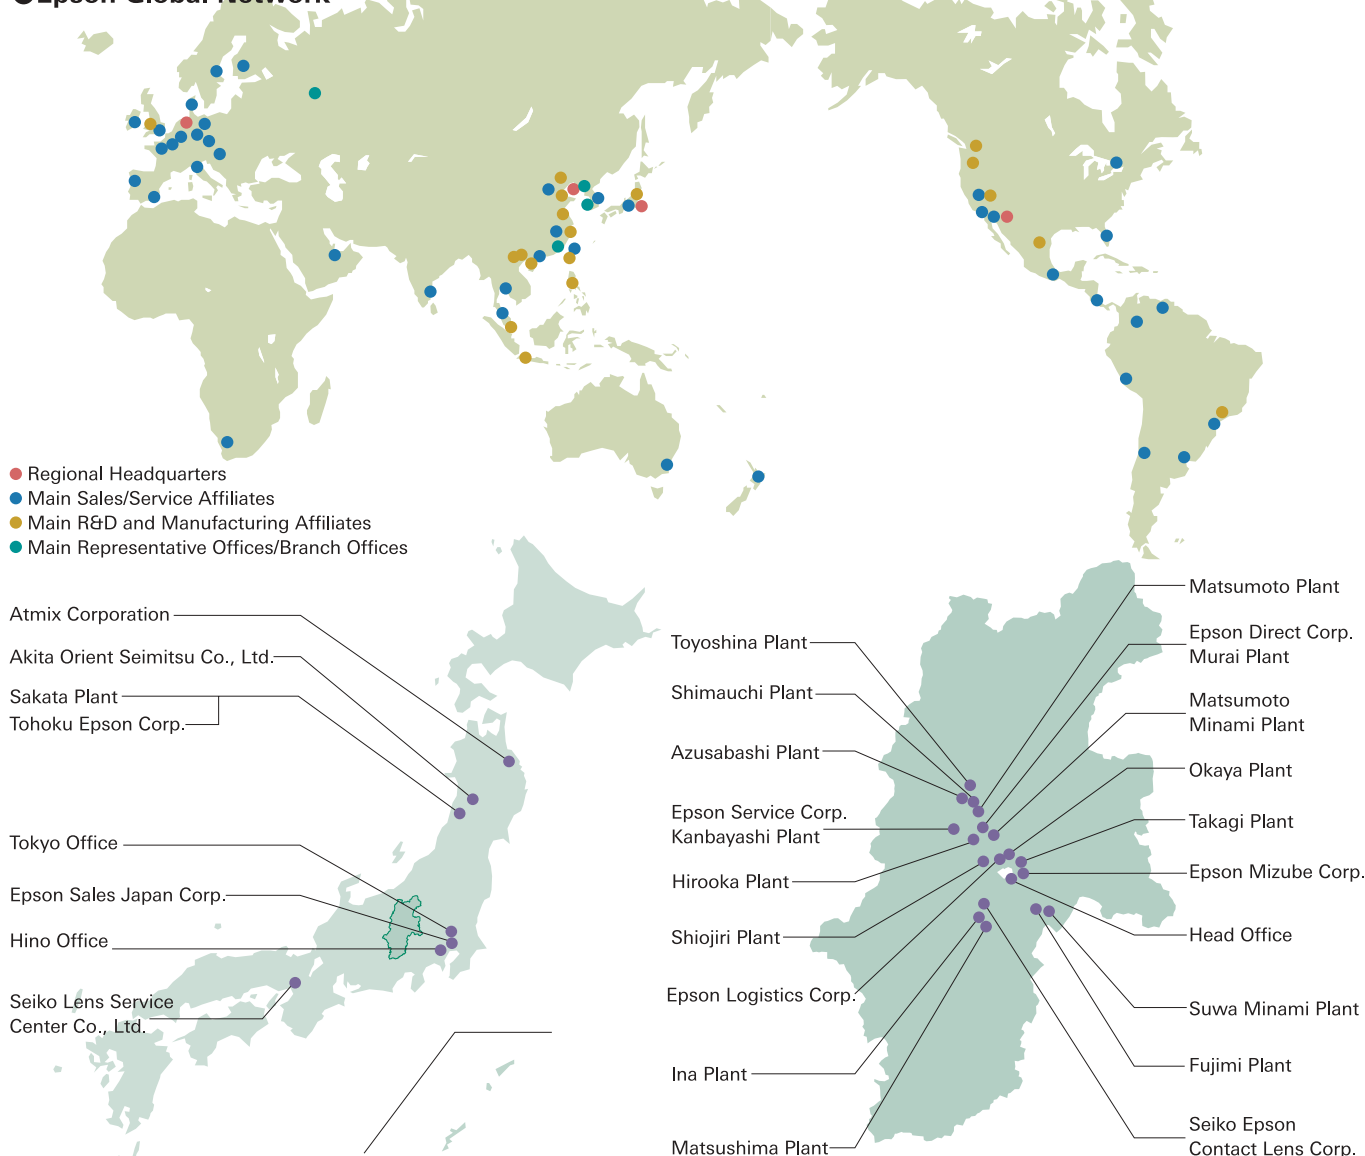 Epson Global Network
Regional Headquarters
Main Sales/Service Affiliates
Main R&D and Manufacturing Affiliates
Main Representative Offices/Branch Offices
Atmix Corporation
Akita Orient Seimitsu Co., Ltd.
Sakata Plant
Tohoku Epson Corp.
Tokyo Office
Epson Sales Japan Corp.
Hino Office
Seiko Lens Service
Center Co., Ltd.
Toyoshina Plant
Shimauchi Plant
Azusabashi Plant
Epson Service Corp.
Kanbayashi Plant
Hirooka Plant
Shiojiri Plant
Epson Logistics Corp.
Ina Plant
Matsushima Plant
Matsumoto Plant
Epson Direct Corp.
Murai Plant
Matsumoto
Minami Plant
Okaya Plant
Takagi Plant
Epson Mizube Corp.
Head Office
Suwa Minami Plant
Fujimi Plant
Seiko Epson
Contact Lens Corp.